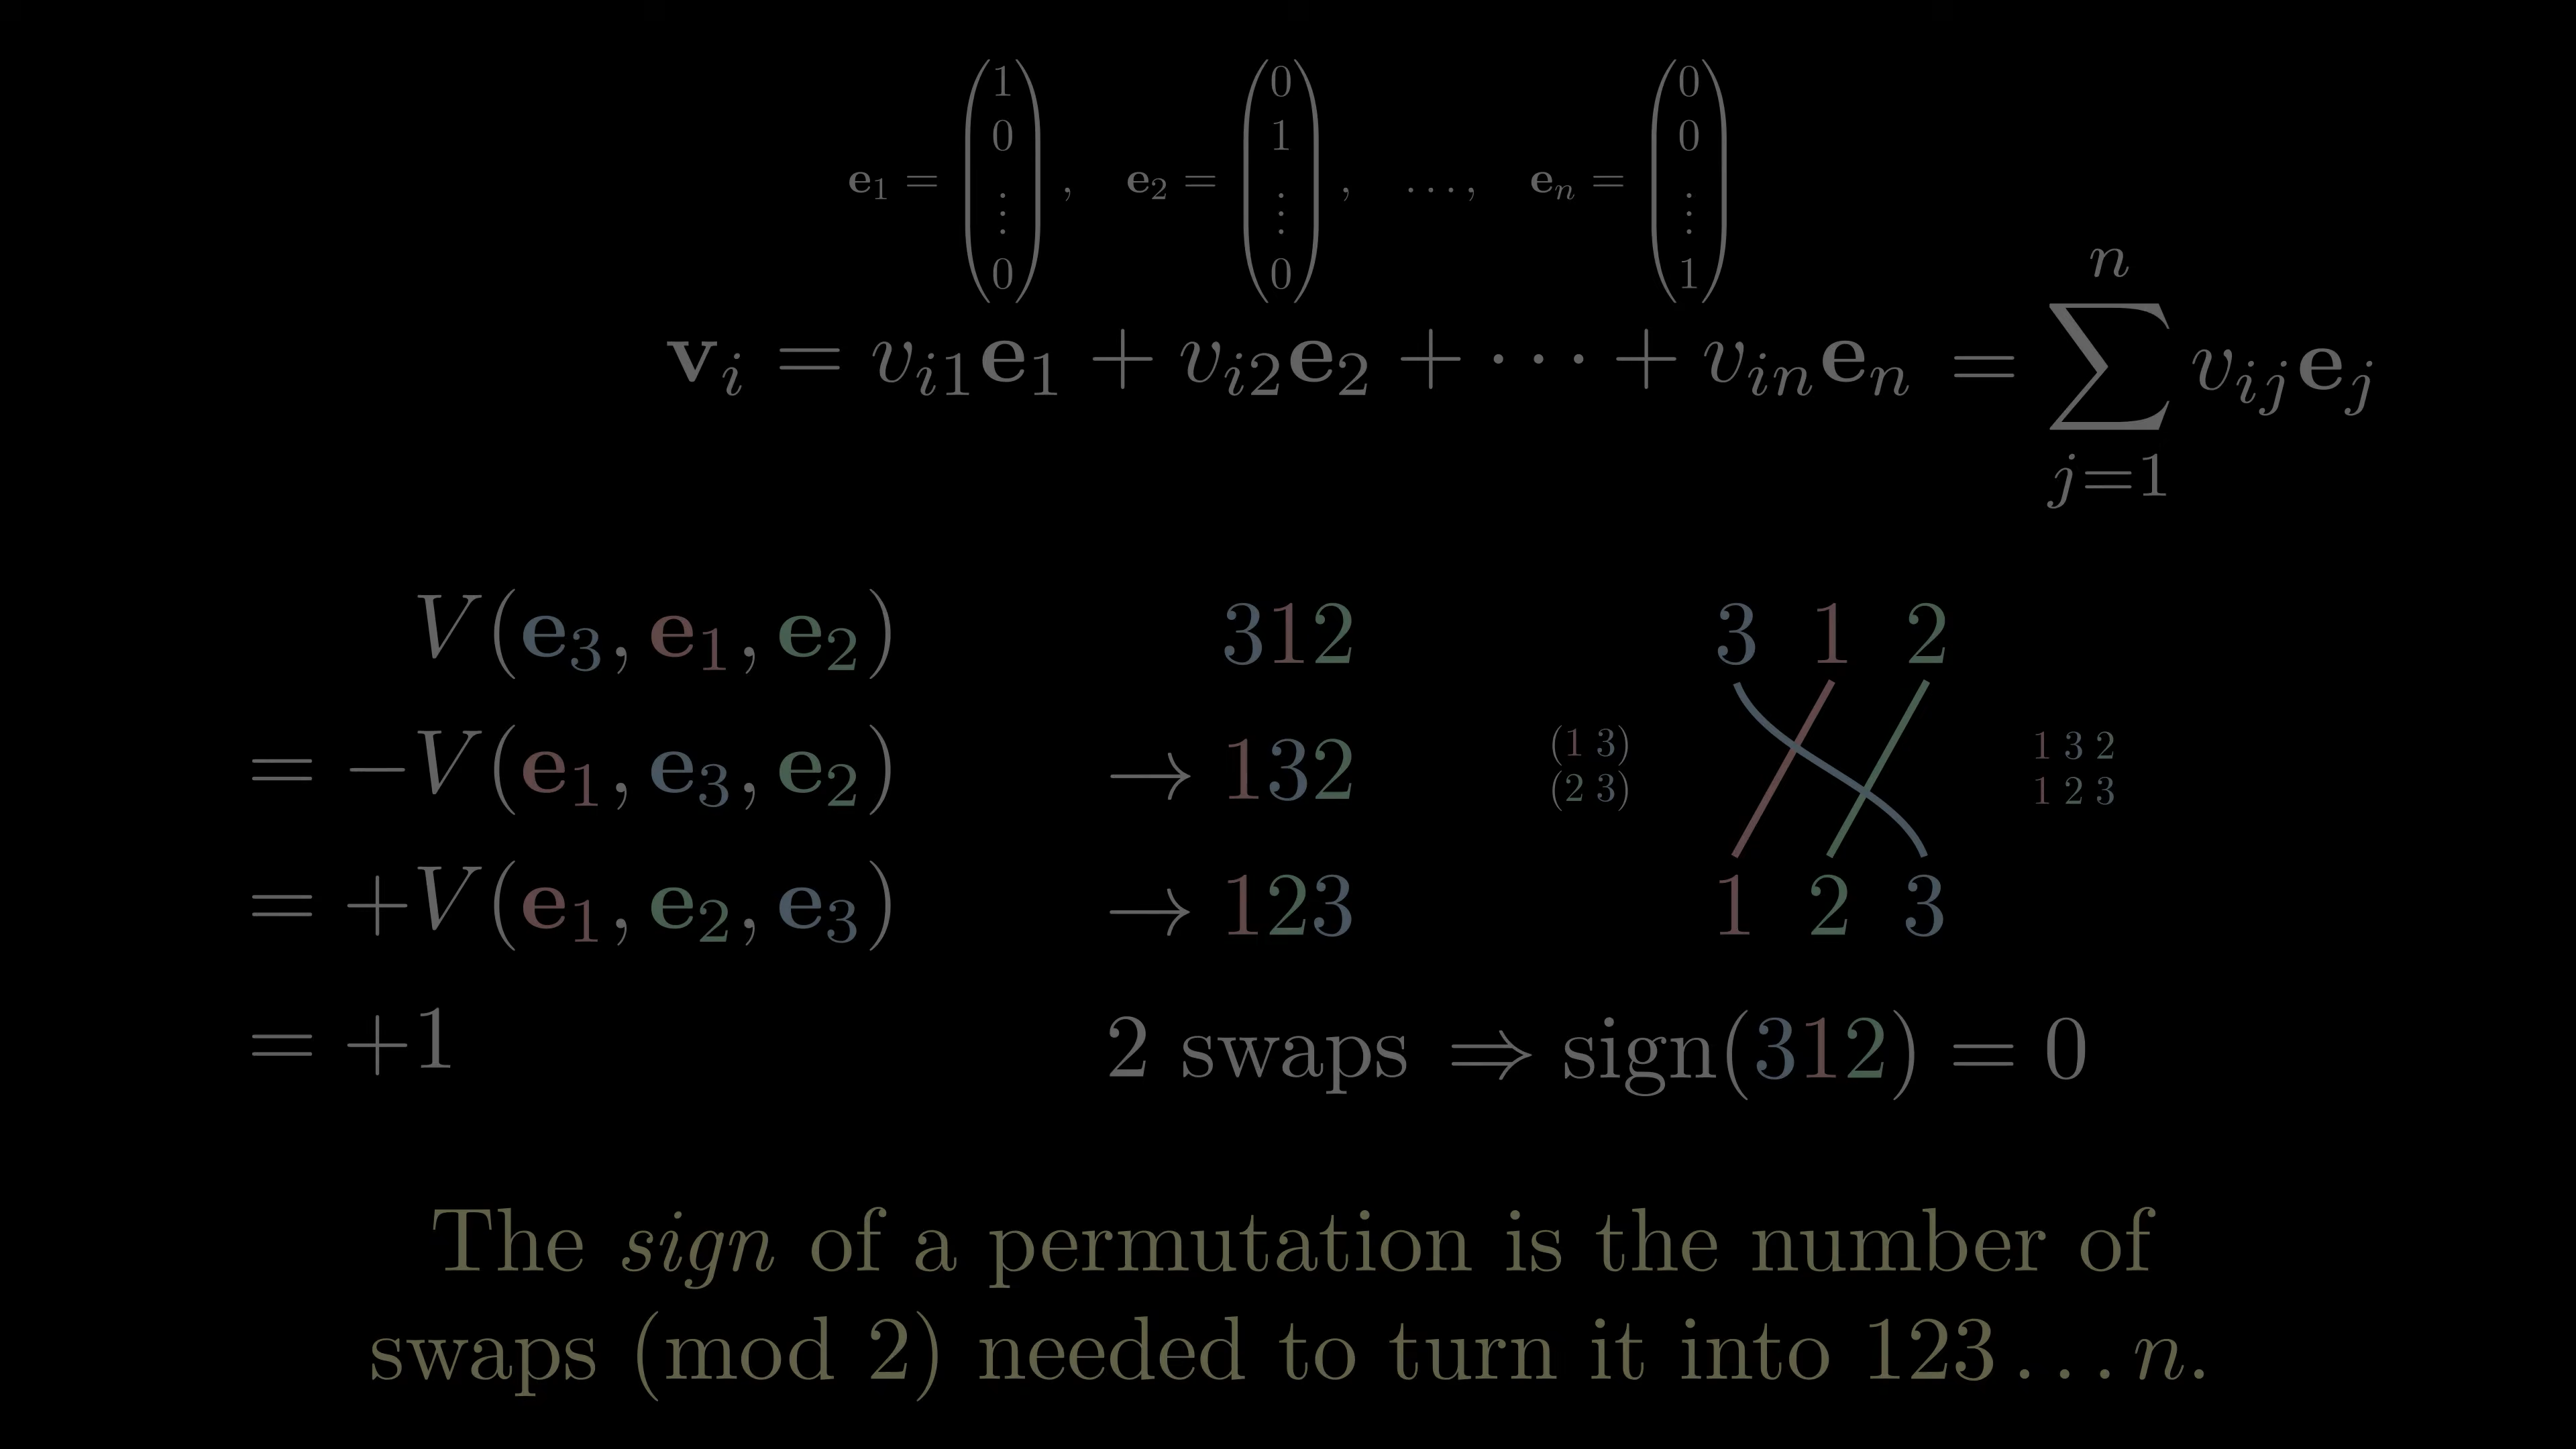 e₁ = (1 0 ⋮ 0), e₂ = (0 1 ⋮ 0), …, eₙ = (0 0 ⋮ 1)
vᵢ = vᵢ₁e₁ + vᵢ₂e₂ + ⋯ + vᵢₙeₙ = ∑ⁿⱼ₌₁ vᵢⱼeⱼ
V(e₃, e₁, e₂)
= −V(e₁, e₃, e₂)
= +V(e₁, e₂, e₃)
= +1
312
→ 132
→ 123
(1 3)
(2 3)
3 1 2
1 2 3
1 3 2
1 2 3
2 swaps ⇒ sign(312) = 0
The sign of a permutation is the number of
swaps (mod 2) needed to turn it into 123…n.